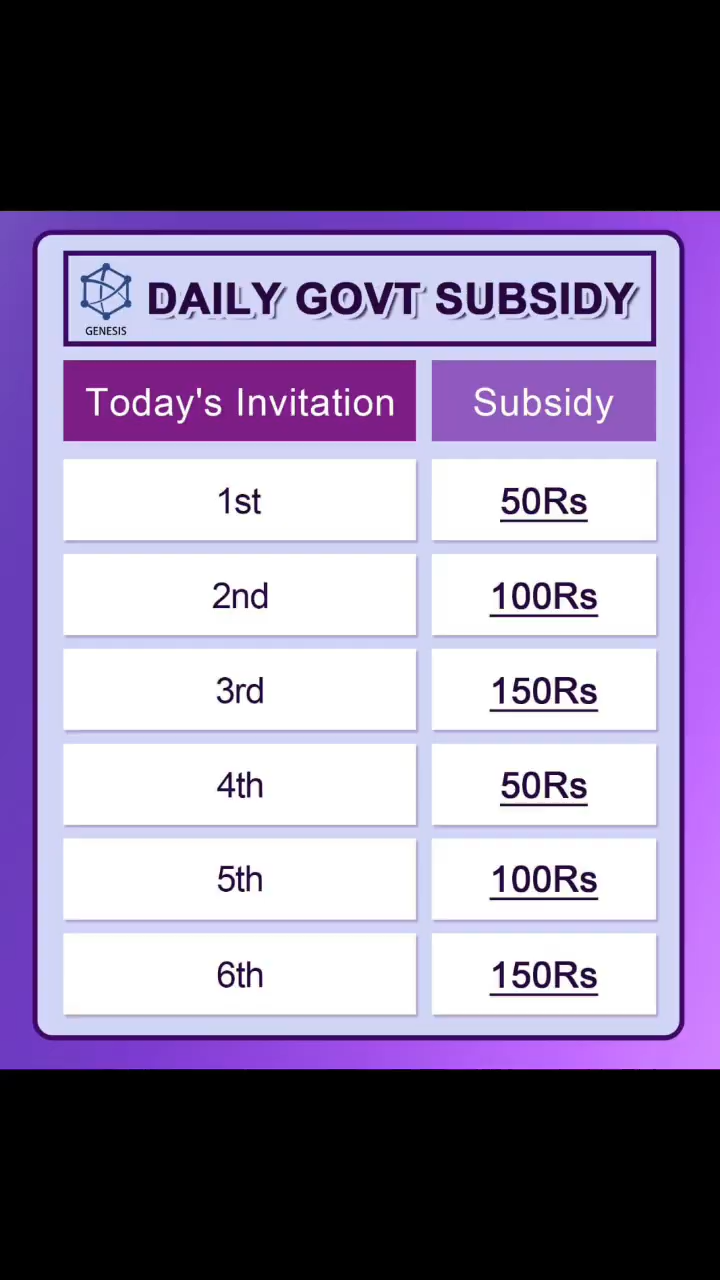 GENESIS
DAILY GOVT SUBSIDY
Today's Invitation Subsidy
1st 50Rs
2nd 100Rs
3rd 150Rs
4th 50Rs
5th 100Rs
6th 150Rs